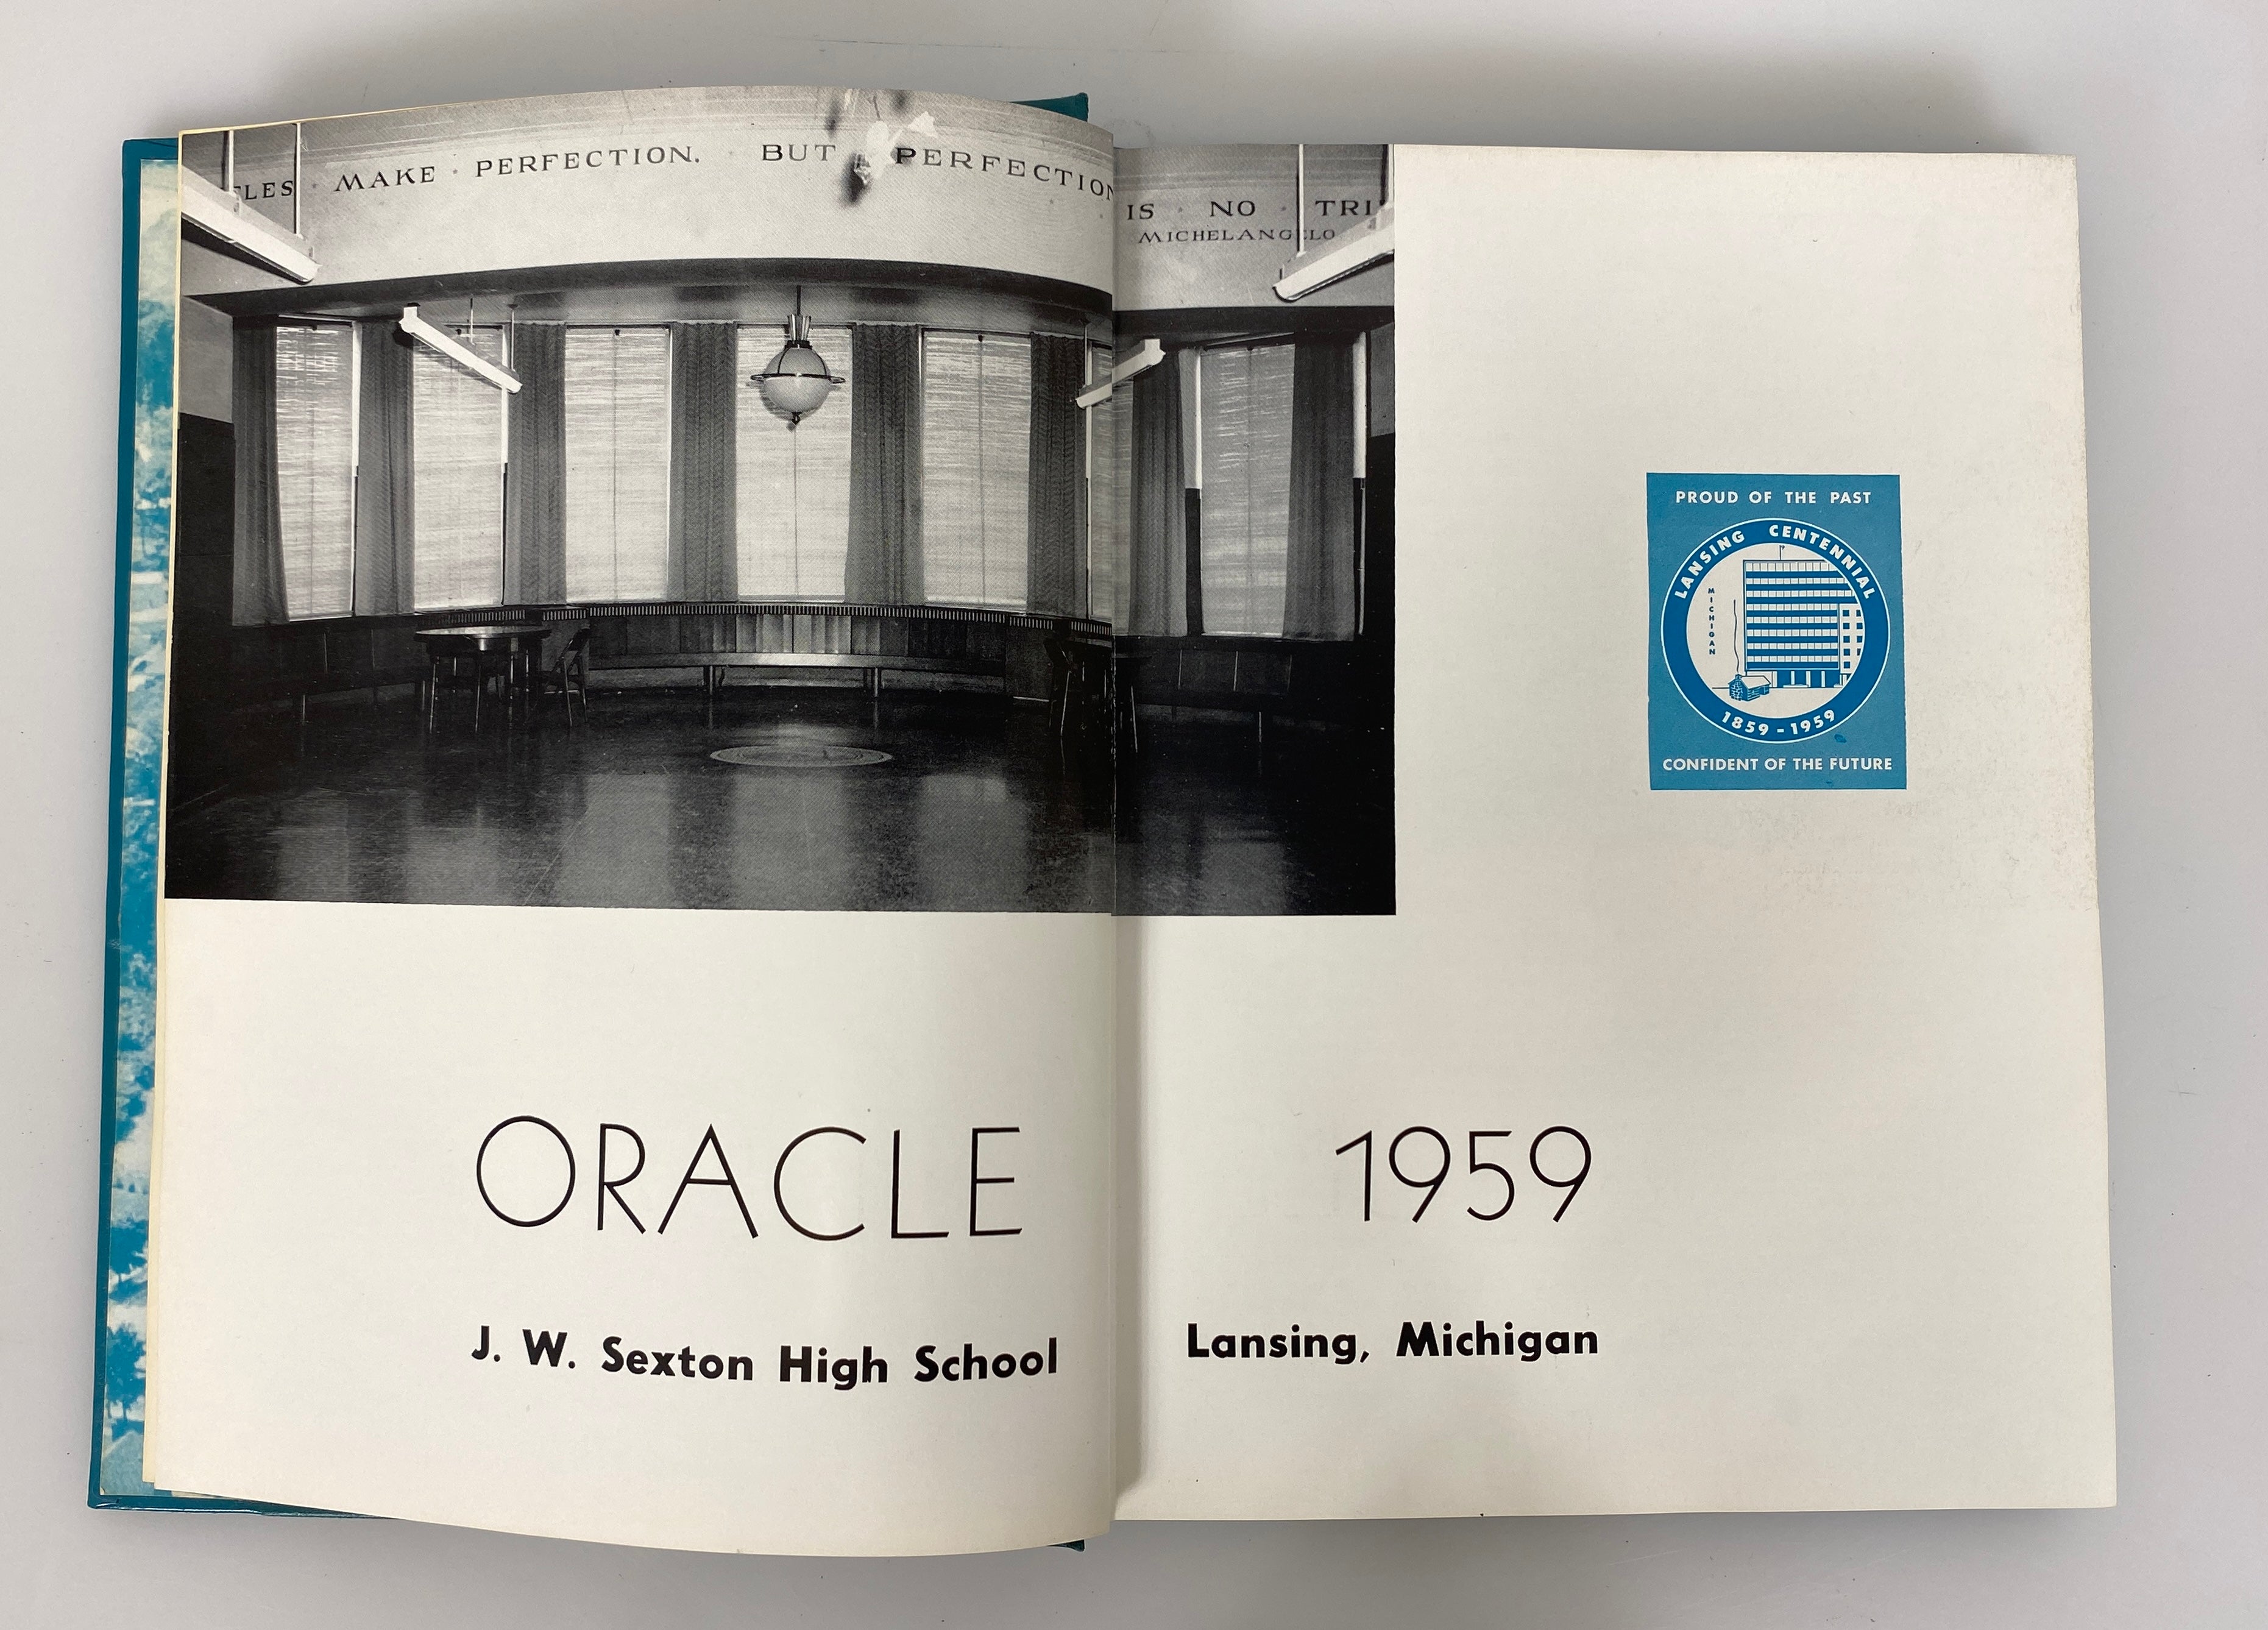 MAKE · PERFECTION. · BUT · PERFECTION
IS · NO · TRI
MICHELANGELO
PROUD OF THE PAST
LANSING CENTENNIAL
MICHIGAN
1859 - 1959
CONFIDENT OF THE FUTURE
ORACLE 1959
J. W. Sexton High School Lansing, Michigan